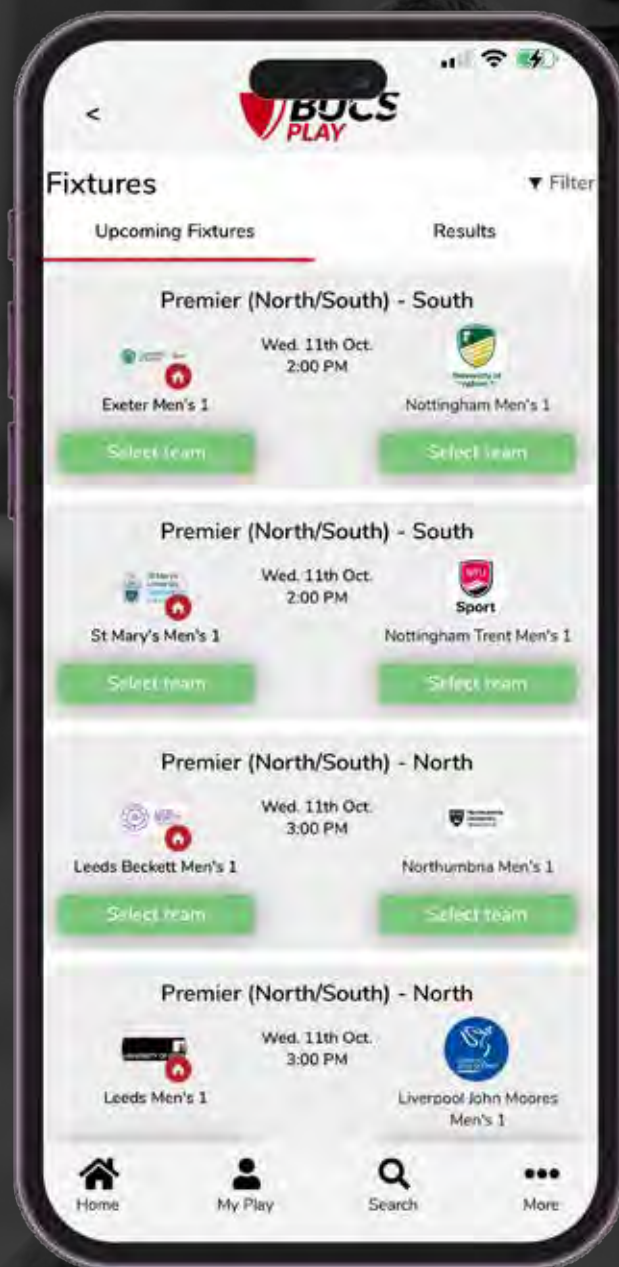 <
BUCS
PLAY
Fixtures
▼ Filter
Upcoming Fixtures
Results
Premier (North/South) - South
Wed. 11th Oct.
2:00 PM
Exeter Men's 1
Nottingham Men's 1
Select team
Select team
Premier (North/South) - South
St Mary's
University
Wed. 11th Oct.
2:00 PM
NTU
Sport
St Mary's Men's 1
Nottingham Trent Men's 1
Select team
Select team
Premier (North/South) - North
Wed. 11th Oct.
3:00 PM
Leeds Beckett Men's 1
Northumbria Men's 1
Select team
Select team
Premier (North/South) - North
Wed. 11th Oct.
3:00 PM
Leeds Men's 1
Liverpool John Moores
Men's 1
Home
My Play
Search
More